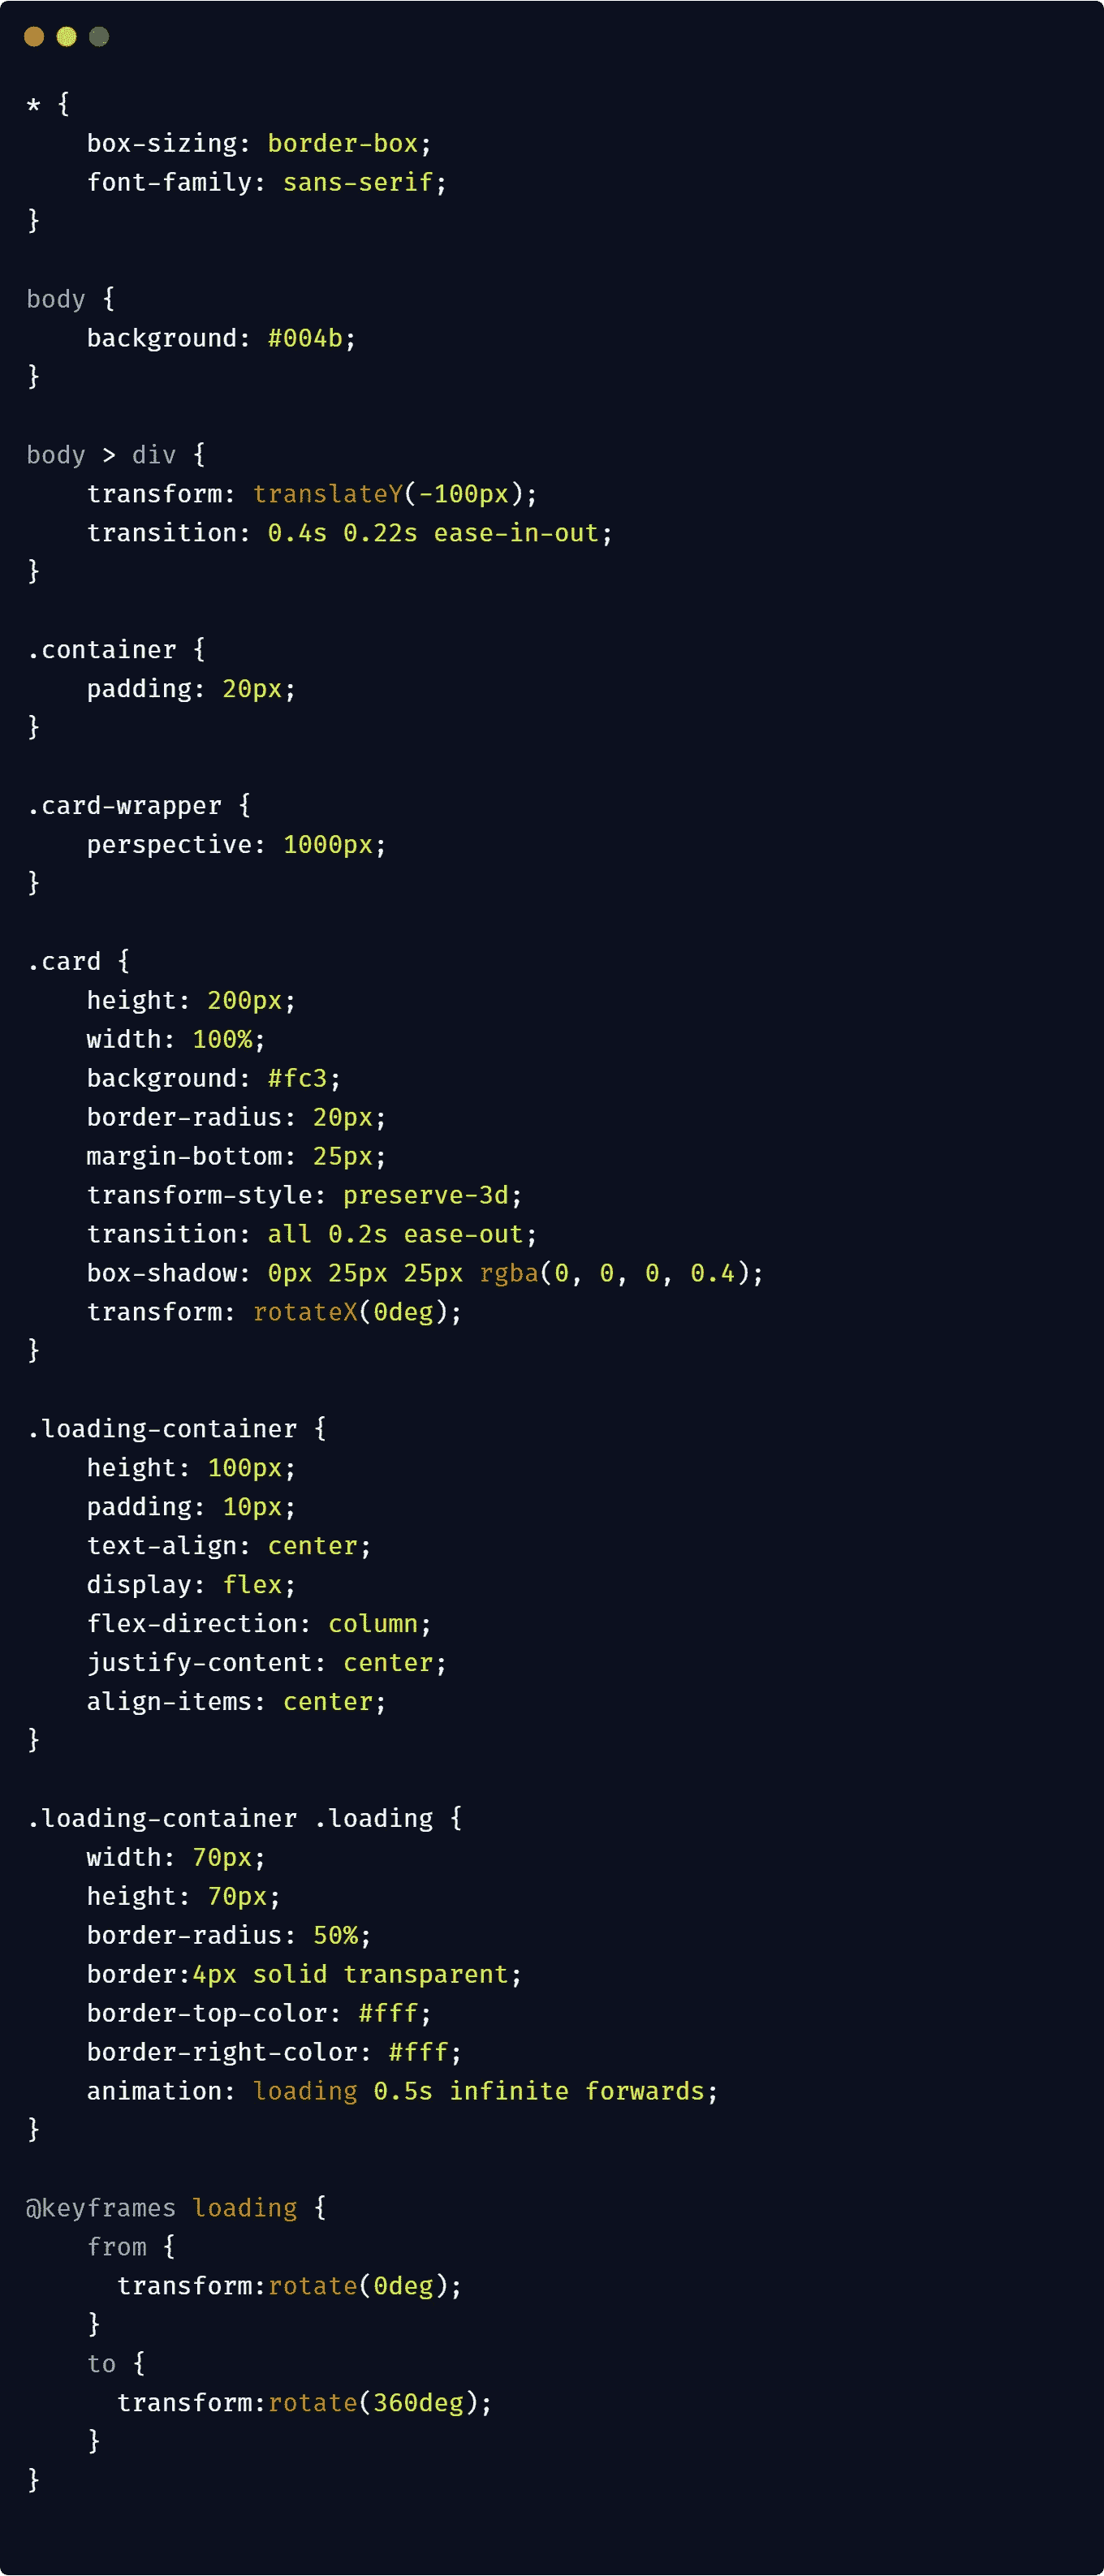 * {
    box-sizing: border-box;
    font-family: sans-serif;
}

body {
    background: #004b;
}

body > div {
    transform: translateY(-100px);
    transition: 0.4s 0.22s ease-in-out;
}

.container {
    padding: 20px;
}

.card-wrapper {
    perspective: 1000px;
}

.card {
    height: 200px;
    width: 100%;
    background: #fc3;
    border-radius: 20px;
    margin-bottom: 25px;
    transform-style: preserve-3d;
    transition: all 0.2s ease-out;
    box-shadow: 0px 25px 25px rgba(0, 0, 0, 0.4);
    transform: rotateX(0deg);
}

.loading-container {
    height: 100px;
    padding: 10px;
    text-align: center;
    display: flex;
    flex-direction: column;
    justify-content: center;
    align-items: center;
}

.loading-container .loading {
    width: 70px;
    height: 70px;
    border-radius: 50%;
    border:4px solid transparent;
    border-top-color: #fff;
    border-right-color: #fff;
    animation: loading 0.5s infinite forwards;
}

@keyframes loading {
    from {
      transform:rotate(0deg);
    }
    to {
      transform:rotate(360deg);
    }
}